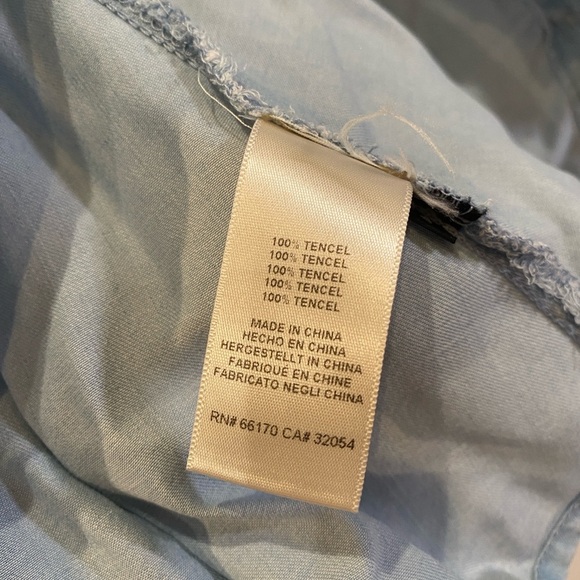 100% TENCEL
100% TENCEL
100% TENCEL
100% TENCEL
100% TENCEL
MADE IN CHINA
HECHO EN CHINA
HERGESTELLT IN CHINA
FABRIQUÉ EN CHINE
FABRICATO NEGLI CHINA
RN# 66170 CA# 32054